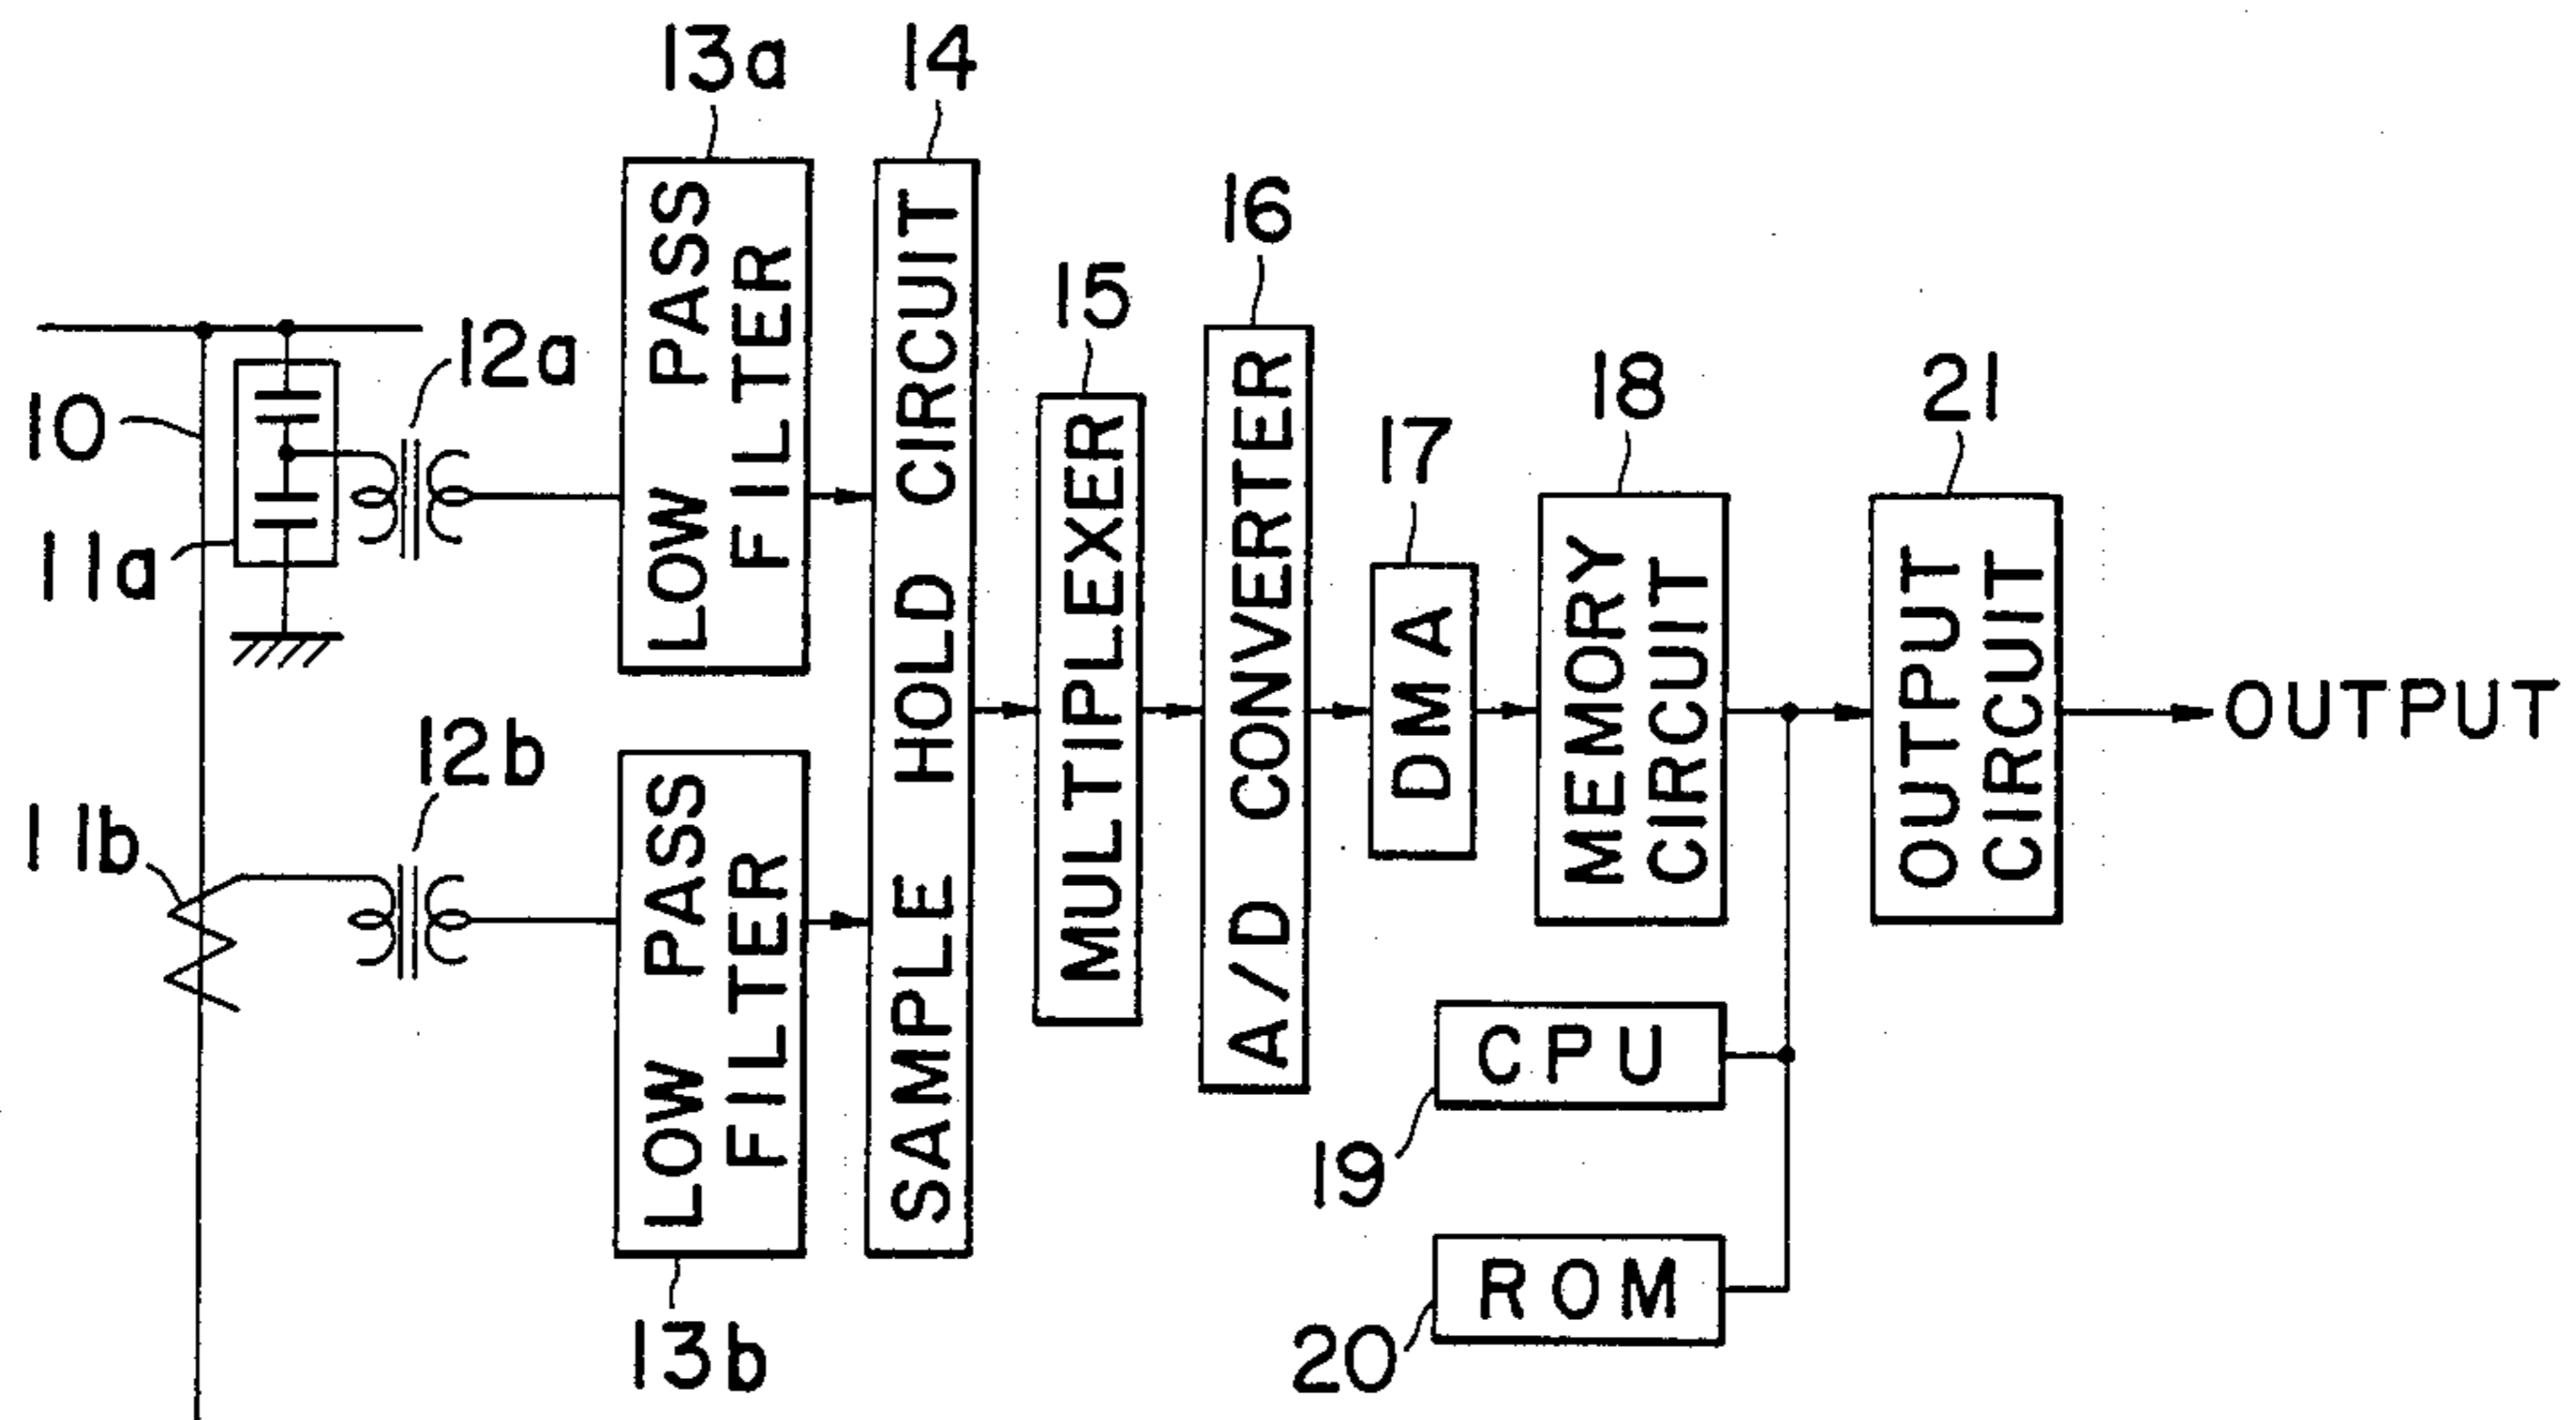 13a
14
16
15
12a
10
11a
18
21
17
LOW PASS
FILTER
SAMPLE HOLD CIRCUIT
MULTIPLEXER
A/D CONVERTER
DMA
MEMORY
CIRCUIT
OUTPUT
CIRCUIT
OUTPUT
12b
11b
LOW PASS
FILTER
13b
CPU
19
ROM
20